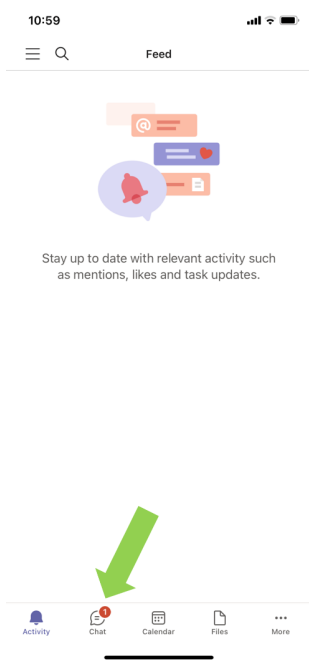 10:59
Feed
@
Stay up to date with relevant activity such
as mentions, likes and task updates.
1
Activity
Chat
Calendar
Files
More